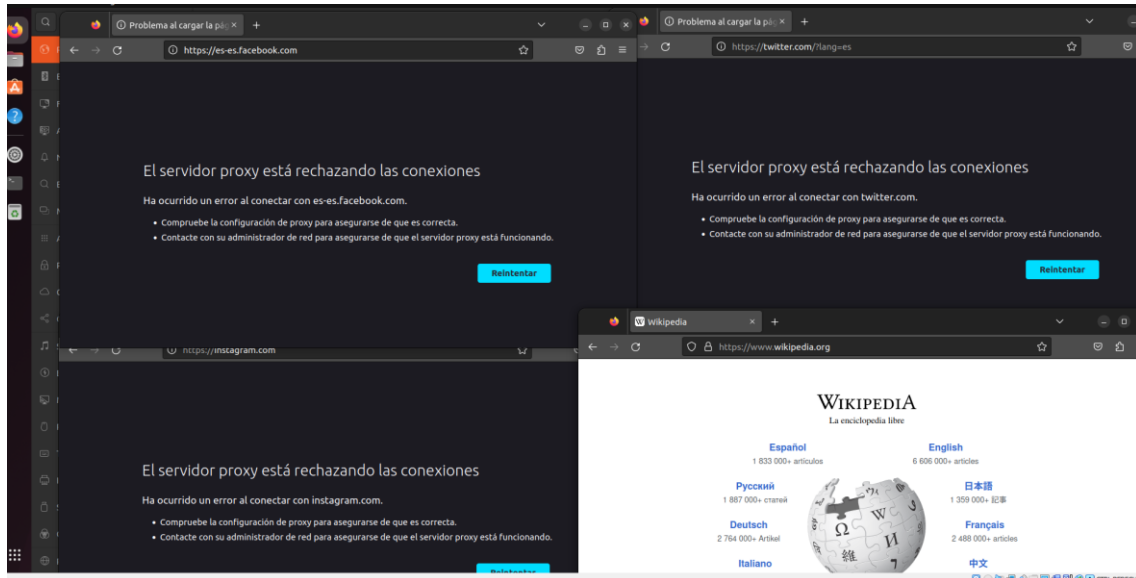 Problema al cargar la pág
https://es-es.facebook.com
El servidor proxy está rechazando las conexiones
Ha ocurrido un error al conectar con es-es.facebook.com.
• Compruebe la configuración de proxy para asegurarse de que es correcta.
• Contacte con su administrador de red para asegurarse de que el servidor proxy está funcionando.
Reintentar
Problema al cargar la pág
https://twitter.com/?lang=es
El servidor proxy está rechazando las conexiones
Ha ocurrido un error al conectar con twitter.com.
• Compruebe la configuración de proxy para asegurarse de que es correcta.
• Contacte con su administrador de red para asegurarse de que el servidor proxy está funcionando.
Reintentar
https://instagram.com
El servidor proxy está rechazando las conexiones
Ha ocurrido un error al conectar con instagram.com.
• Compruebe la configuración de proxy para asegurarse de que es correcta.
• Contacte con su administrador de red para asegurarse de que el servidor proxy está funcionando.
Reintentar
Wikipedia
https://www.wikipedia.org
WIKIPEDIA
La enciclopedia libre
Español
1 833 000+ artículos
English
6 606 000+ articles
Русский
1 887 000+ статей
日本語
1 359 000+ 記事
Deutsch
2 764 000+ Artikel
Français
2 488 000+ articles
Italiano
中文